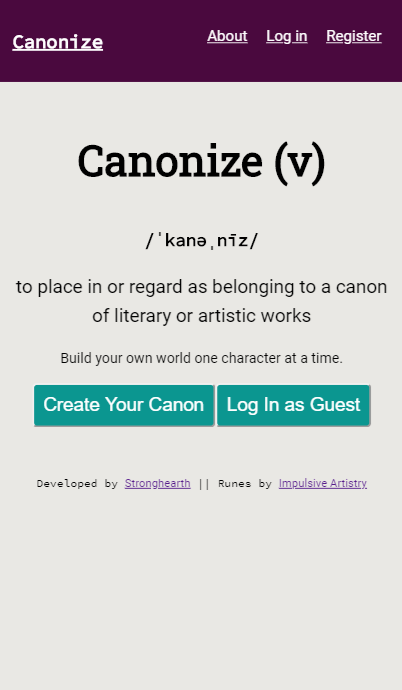 Canonize
About Log in Register
Canonize (v)
/ˈkanəˌnīz/
to place in or regard as belonging to a canon
of literary or artistic works
Build your own world one character at a time.
Create Your Canon
Log In as Guest
Developed by Stronghearth || Runes by Impulsive Artistry